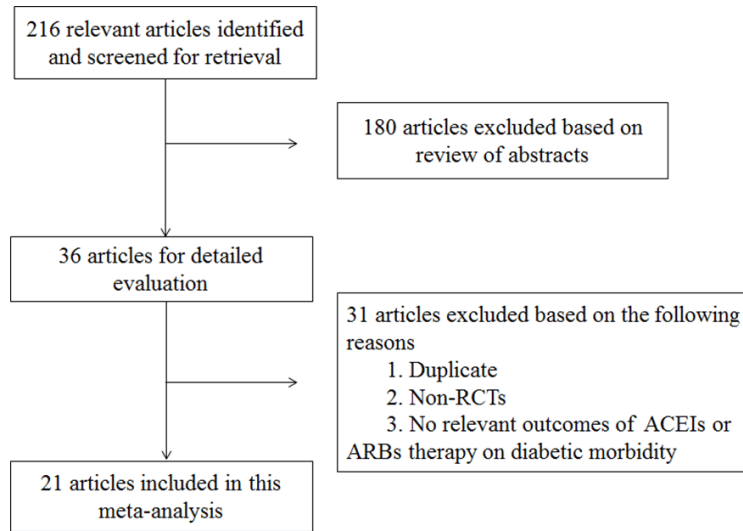 216 relevant articles identified
and screened for retrieval
180 articles excluded based on
review of abstracts
36 articles for detailed
evaluation
31 articles excluded based on the following
reasons
1. Duplicate
2. Non-RCTs
3. No relevant outcomes of ACEIs or
ARBs therapy on diabetic morbidity
21 articles included in this
meta-analysis